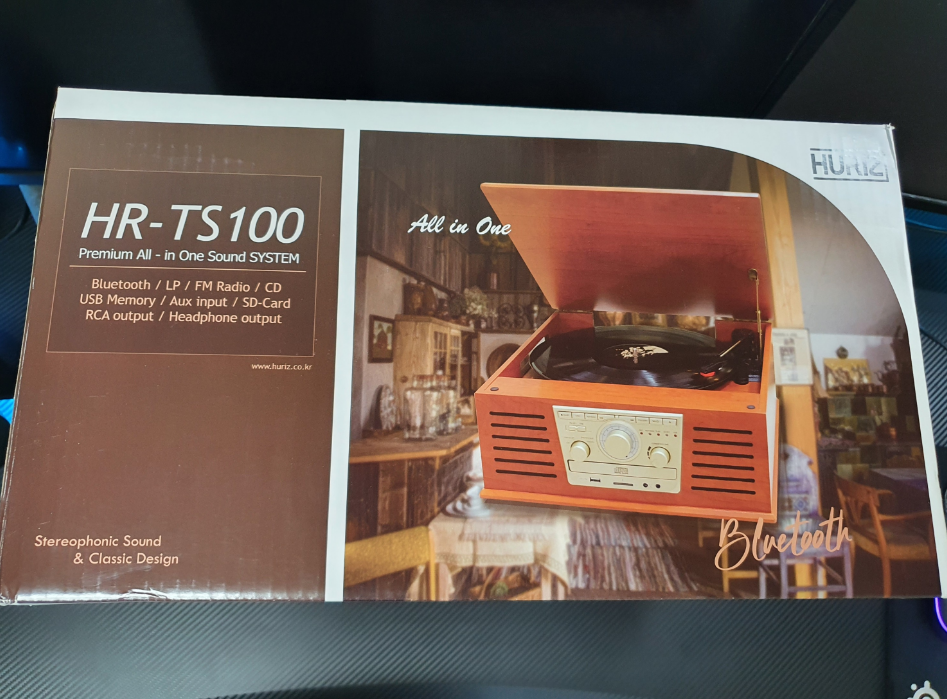 HURIZ
HR-TS100
Premium All - in One Sound SYSTEM
Bluetooth / LP / FM Radio / CD
USB Memory / Aux input / SD-Card
RCA output / Headphone output
www.huriz.co.kr
All in One
Stereophonic Sound
& Classic Design
Bluetooth